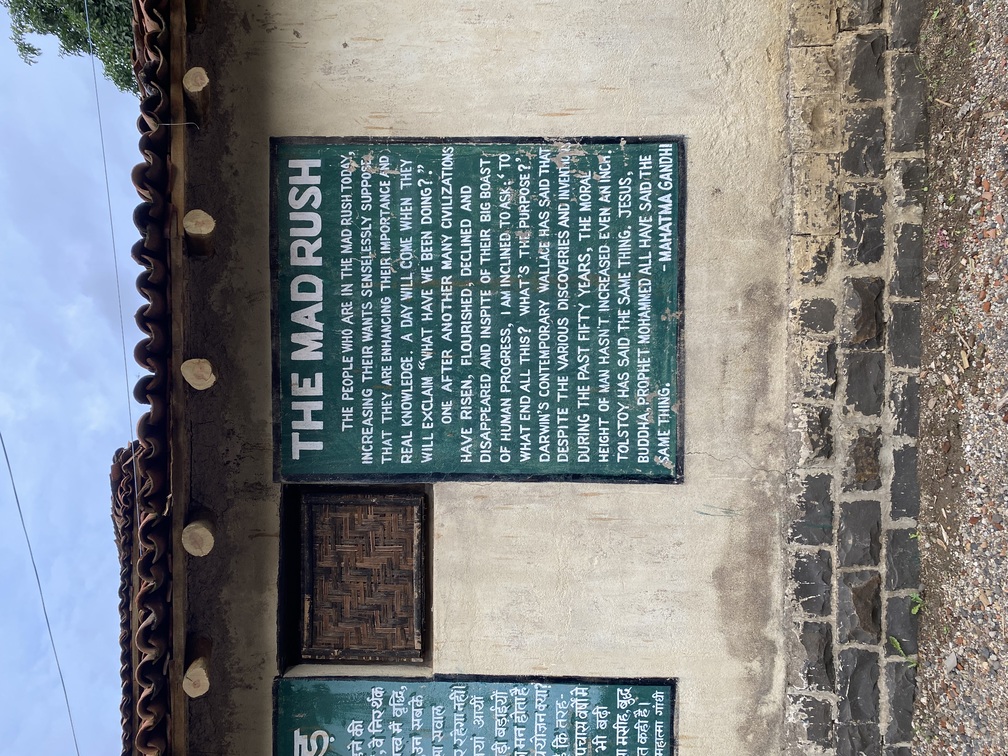 ड़
ने की
, वे निरर्थक
त्त्व में वृद्धि,
उन सबके
सा सवाल
र रहेगा नहीं।
यां आयीं
ड़ी बड़ाईयों
मन होता है
योजन क्या?
है कि तरह-
पचास वर्षों में
भी बढ़ी
मसीह, बुद्ध
त कही है।
महात्मा गांधी
THE MAD RUSH
THE PEOPLE WHO ARE IN THE MAD RUSH TODAY,
INCREASING THEIR WANTS SENSELESSLY SUPPOSE
THAT THEY ARE ENHANCING THEIR IMPORTANCE AND
REAL KNOWLEDGE. A DAY WILL COME WHEN THEY
WILL EXCLAIM "WHAT HAVE WE BEEN DOING?."
ONE AFTER ANOTHER MANY CIVILIZATIONS
HAVE RISEN, FLOURISHED, DECLINED AND
DISAPPEARED AND INSPITE OF THEIR BIG BOAST
OF HUMAN PROGRESS, I AM INCLINED TO ASK: 'TO
WHAT END ALL THIS? WHAT'S THE PURPOSE?'
DARWIN'S CONTEMPORARY WALLACE HAS SAID THAT
DESPITE THE VARIOUS DISCOVERIES AND INVENTIONS
DURING THE PAST FIFTY YEARS, THE MORAL
HEIGHT OF MAN HASN'T INCREASED EVEN AN INCH.
TOLSTOY HAS SAID THE SAME THING. JESUS,
BUDDHA, PROPHET MOHAMMED ALL HAVE SAID THE
SAME THING. - MAHATMA GANDHI